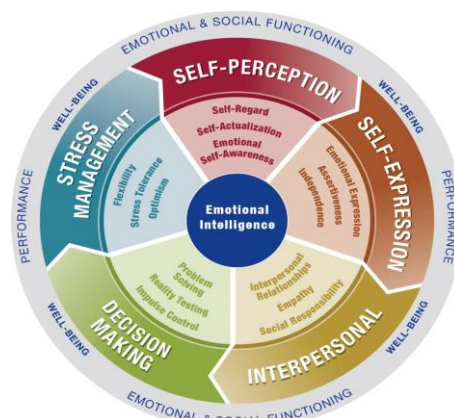 EMOTIONAL & SOCIAL FUNCTIONING
WELL-BEING
WELL-BEING
PERFORMANCE
PERFORMANCE
SELF-PERCEPTION
Self-Regard
Self-Actualization
Emotional
Self-Awareness
SELF-EXPRESSION
Emotional Expression
Assertiveness
Independence
INTERPERSONAL
Interpersonal
Relationships
Empathy
Social Responsibility
DECISION
MAKING
Problem
Solving
Reality Testing
Impulse Control
STRESS
MANAGEMENT
Flexibility
Stress Tolerance
Optimism
Emotional
Intelligence
WELL-BEING
WELL-BEING
EMOTIONAL & SOCIAL FUNCTIONING